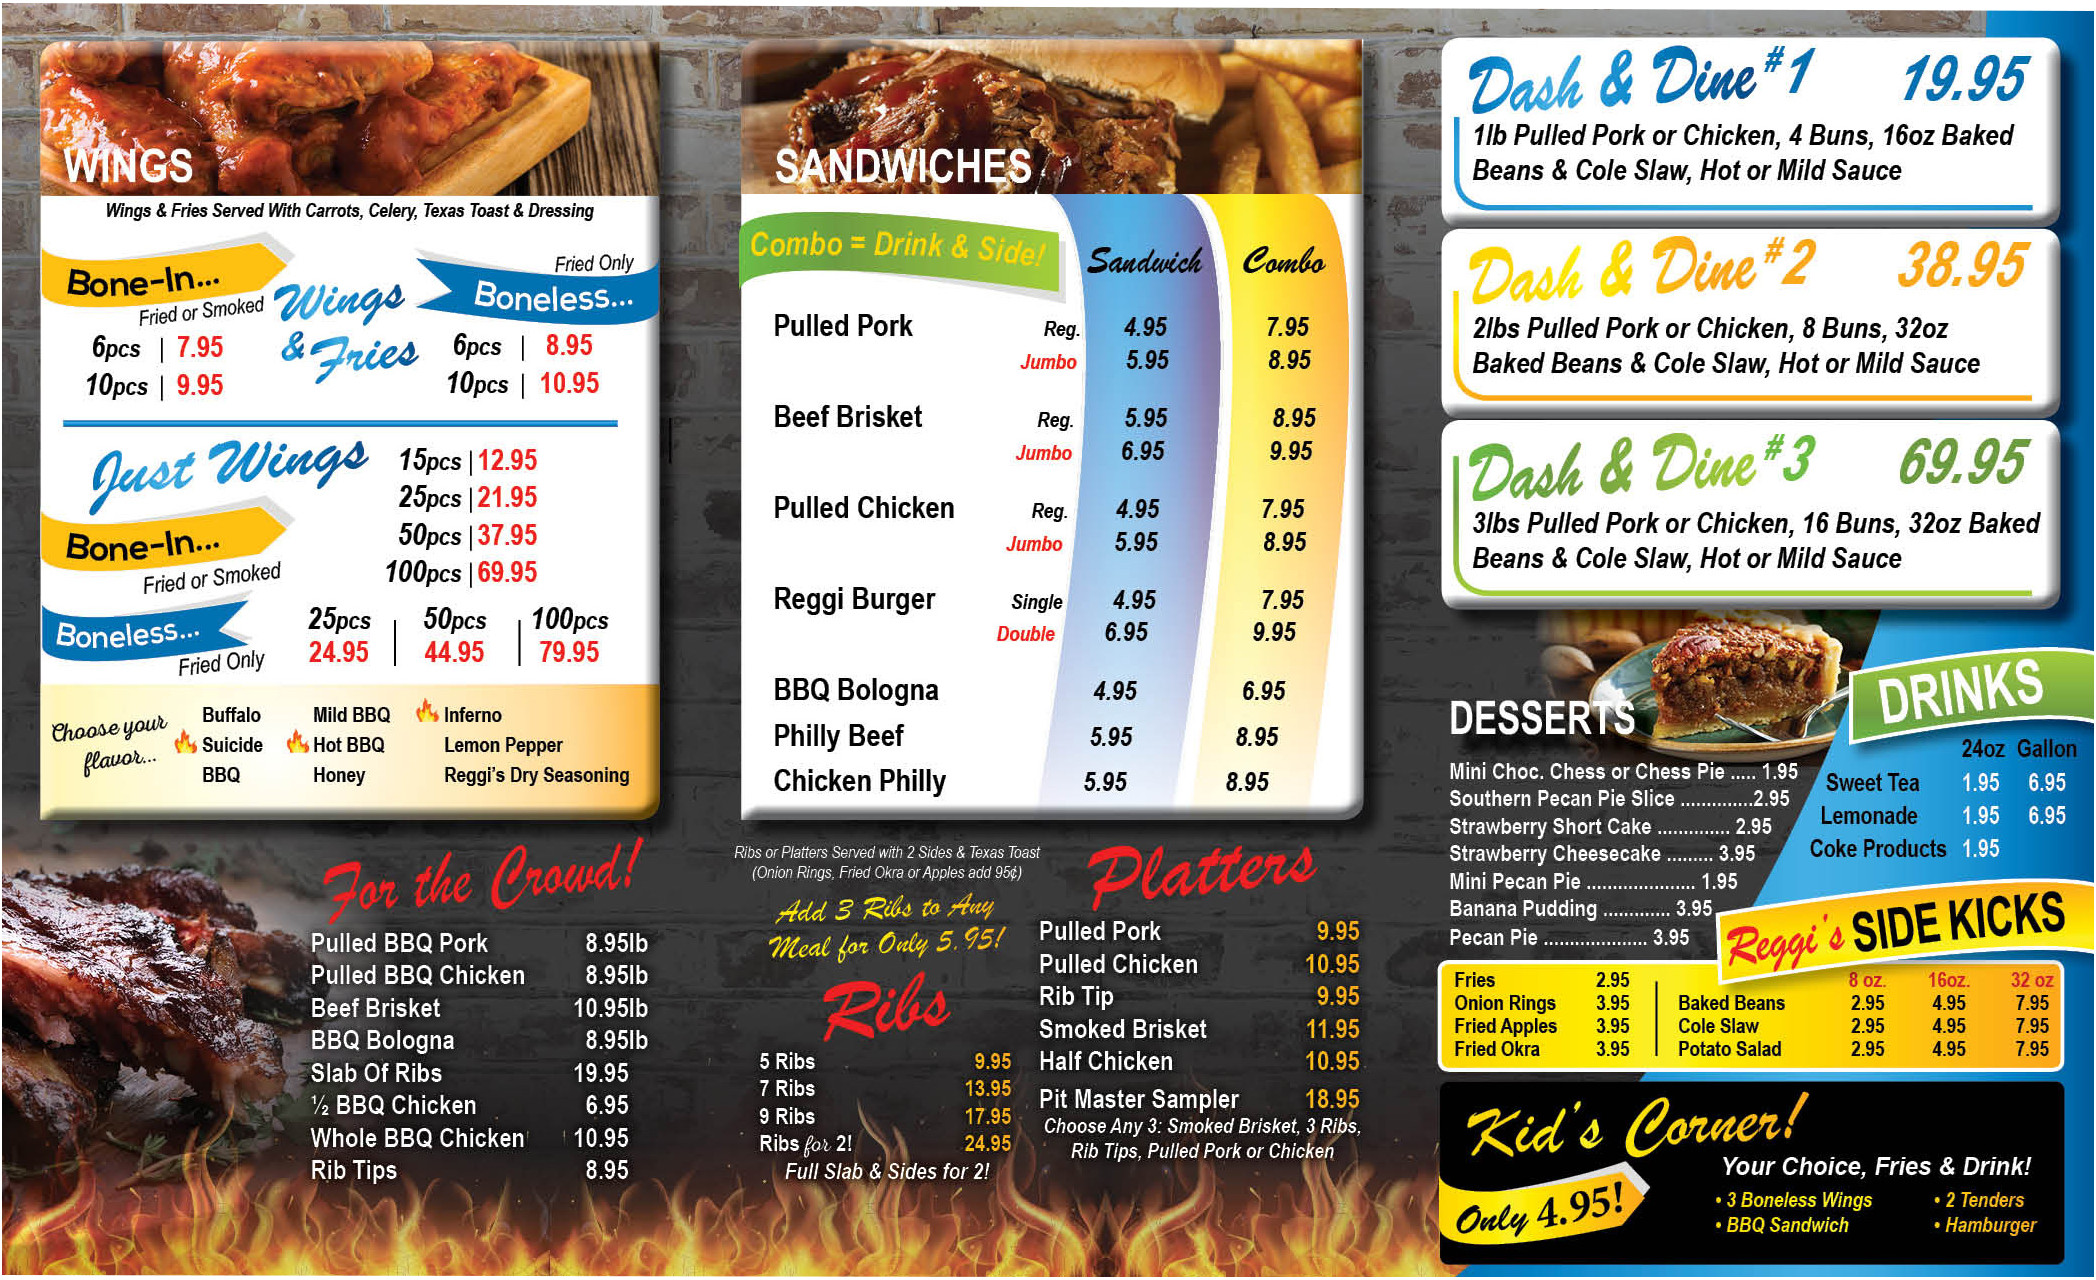 WINGS
Wings & Fries Served With Carrots, Celery, Texas Toast & Dressing
Bone-In...
Fried or Smoked
6pcs | 7.95
10pcs | 9.95
Wings
& Fries
Fried Only
Boneless...
6pcs | 8.95
10pcs | 10.95
Just Wings
Bone-In...
Fried or Smoked
15pcs | 12.95
25pcs | 21.95
50pcs | 37.95
100pcs | 69.95
Boneless...
Fried Only
25pcs | 50pcs | 100pcs
24.95 | 44.95 | 79.95
Choose your
flavor...
Buffalo Mild BBQ Inferno
Suicide Hot BBQ Lemon Pepper
BBQ Honey Reggi's Dry Seasoning
SANDWICHES
Combo = Drink & Side!
Sandwich Combo
Pulled Pork Reg. 4.95 7.95
Jumbo 5.95 8.95
Beef Brisket Reg. 5.95 8.95
Jumbo 6.95 9.95
Pulled Chicken Reg. 4.95 7.95
Jumbo 5.95 8.95
Reggi Burger Single 4.95 7.95
Double 6.95 9.95
BBQ Bologna 4.95 6.95
Philly Beef 5.95 8.95
Chicken Philly 5.95 8.95
Dash & Dine #1 19.95
1lb Pulled Pork or Chicken, 4 Buns, 16oz Baked
Beans & Cole Slaw, Hot or Mild Sauce
Dash & Dine #2 38.95
2lbs Pulled Pork or Chicken, 8 Buns, 32oz
Baked Beans & Cole Slaw, Hot or Mild Sauce
Dash & Dine #3 69.95
3lbs Pulled Pork or Chicken, 16 Buns, 32oz Baked
Beans & Cole Slaw, Hot or Mild Sauce
For the Crowd!
Pulled BBQ Pork 8.95lb
Pulled BBQ Chicken 8.95lb
Beef Brisket 10.95lb
BBQ Bologna 8.95lb
Slab Of Ribs 19.95
½ BBQ Chicken 6.95
Whole BBQ Chicken 10.95
Rib Tips 8.95
Ribs or Platters Served with 2 Sides & Texas Toast
(Onion Rings, Fried Okra or Apples add 95¢)
Add 3 Ribs to Any
Meal for Only 5.95!
Ribs
5 Ribs 9.95
7 Ribs 13.95
9 Ribs 17.95
Ribs for 2! 24.95
Full Slab & Sides for 2!
Platters
Pulled Pork 9.95
Pulled Chicken 10.95
Rib Tip 9.95
Smoked Brisket 11.95
Half Chicken 10.95
Pit Master Sampler 18.95
Choose Any 3: Smoked Brisket, 3 Ribs,
Rib Tips, Pulled Pork or Chicken
DESSERTS
Mini Choc. Chess or Chess Pie ..... 1.95
Southern Pecan Pie Slice ..............2.95
Strawberry Short Cake .............. 2.95
Strawberry Cheesecake ......... 3.95
Mini Pecan Pie ..................... 1.95
Banana Pudding ............. 3.95
Pecan Pie .................... 3.95
DRINKS
24oz Gallon
Sweet Tea 1.95 6.95
Lemonade 1.95 6.95
Coke Products 1.95
Reggi's SIDE KICKS
Fries 2.95
Onion Rings 3.95
Fried Apples 3.95
Fried Okra 3.95
8 oz. 16oz. 32 oz
Baked Beans 2.95 4.95 7.95
Cole Slaw 2.95 4.95 7.95
Potato Salad 2.95 4.95 7.95
Kid's Corner!
Only 4.95!
Your Choice, Fries & Drink!
• 3 Boneless Wings • 2 Tenders
• BBQ Sandwich • Hamburger